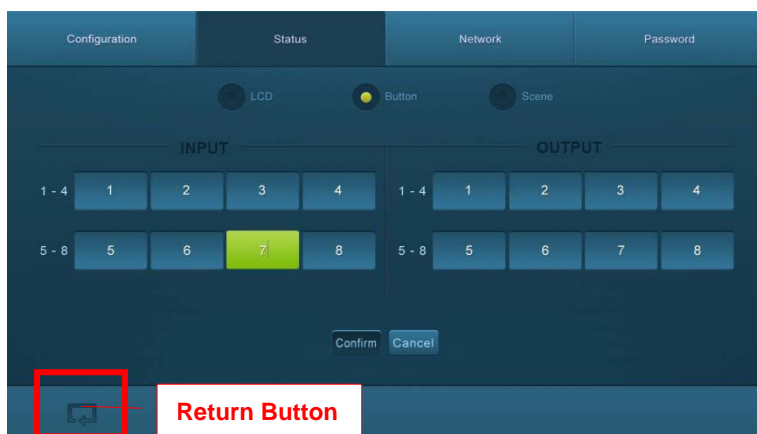 Configuration Status Network Password
LCD Button Scene
INPUT OUTPUT
1 - 4 1 2 3 4 1 - 4 1 2 3 4
5 - 8 5 6 7 8 5 - 8 5 6 7 8
Confirm Cancel
Return Button